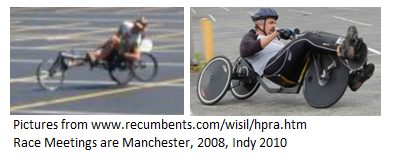 Pictures from www.recumbents.com/wisil/hpra.htm
Race Meetings are Manchester, 2008, Indy 2010